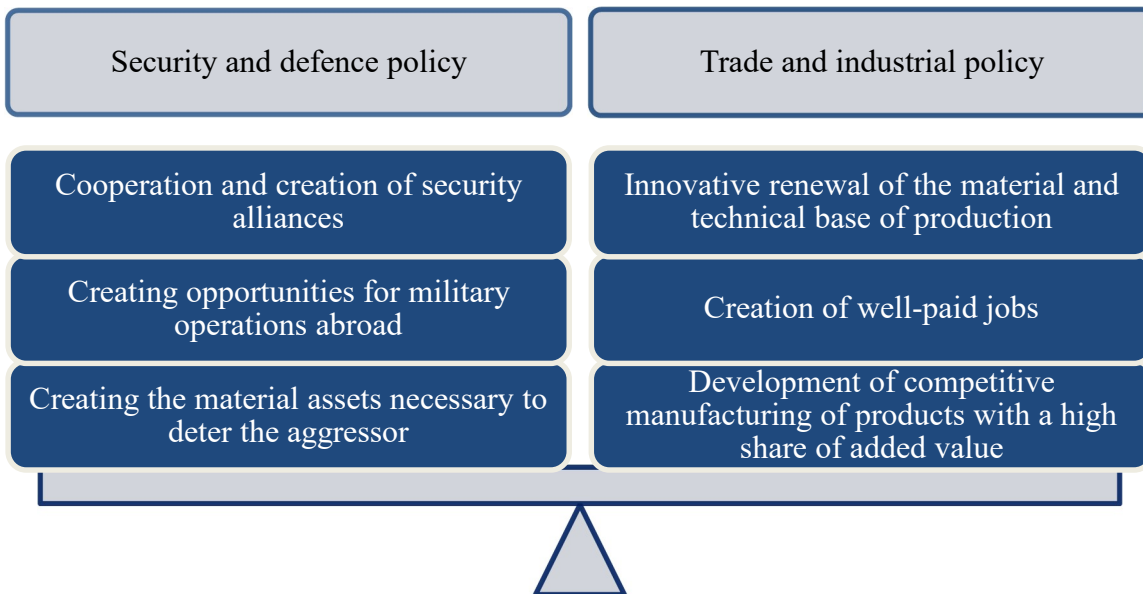 Security and defence policy
Trade and industrial policy
Cooperation and creation of security
alliances
Innovative renewal of the material and
technical base of production
Creating opportunities for military
operations abroad
Creation of well-paid jobs
Creating the material assets necessary to
deter the aggressor
Development of competitive
manufacturing of products with a high
share of added value